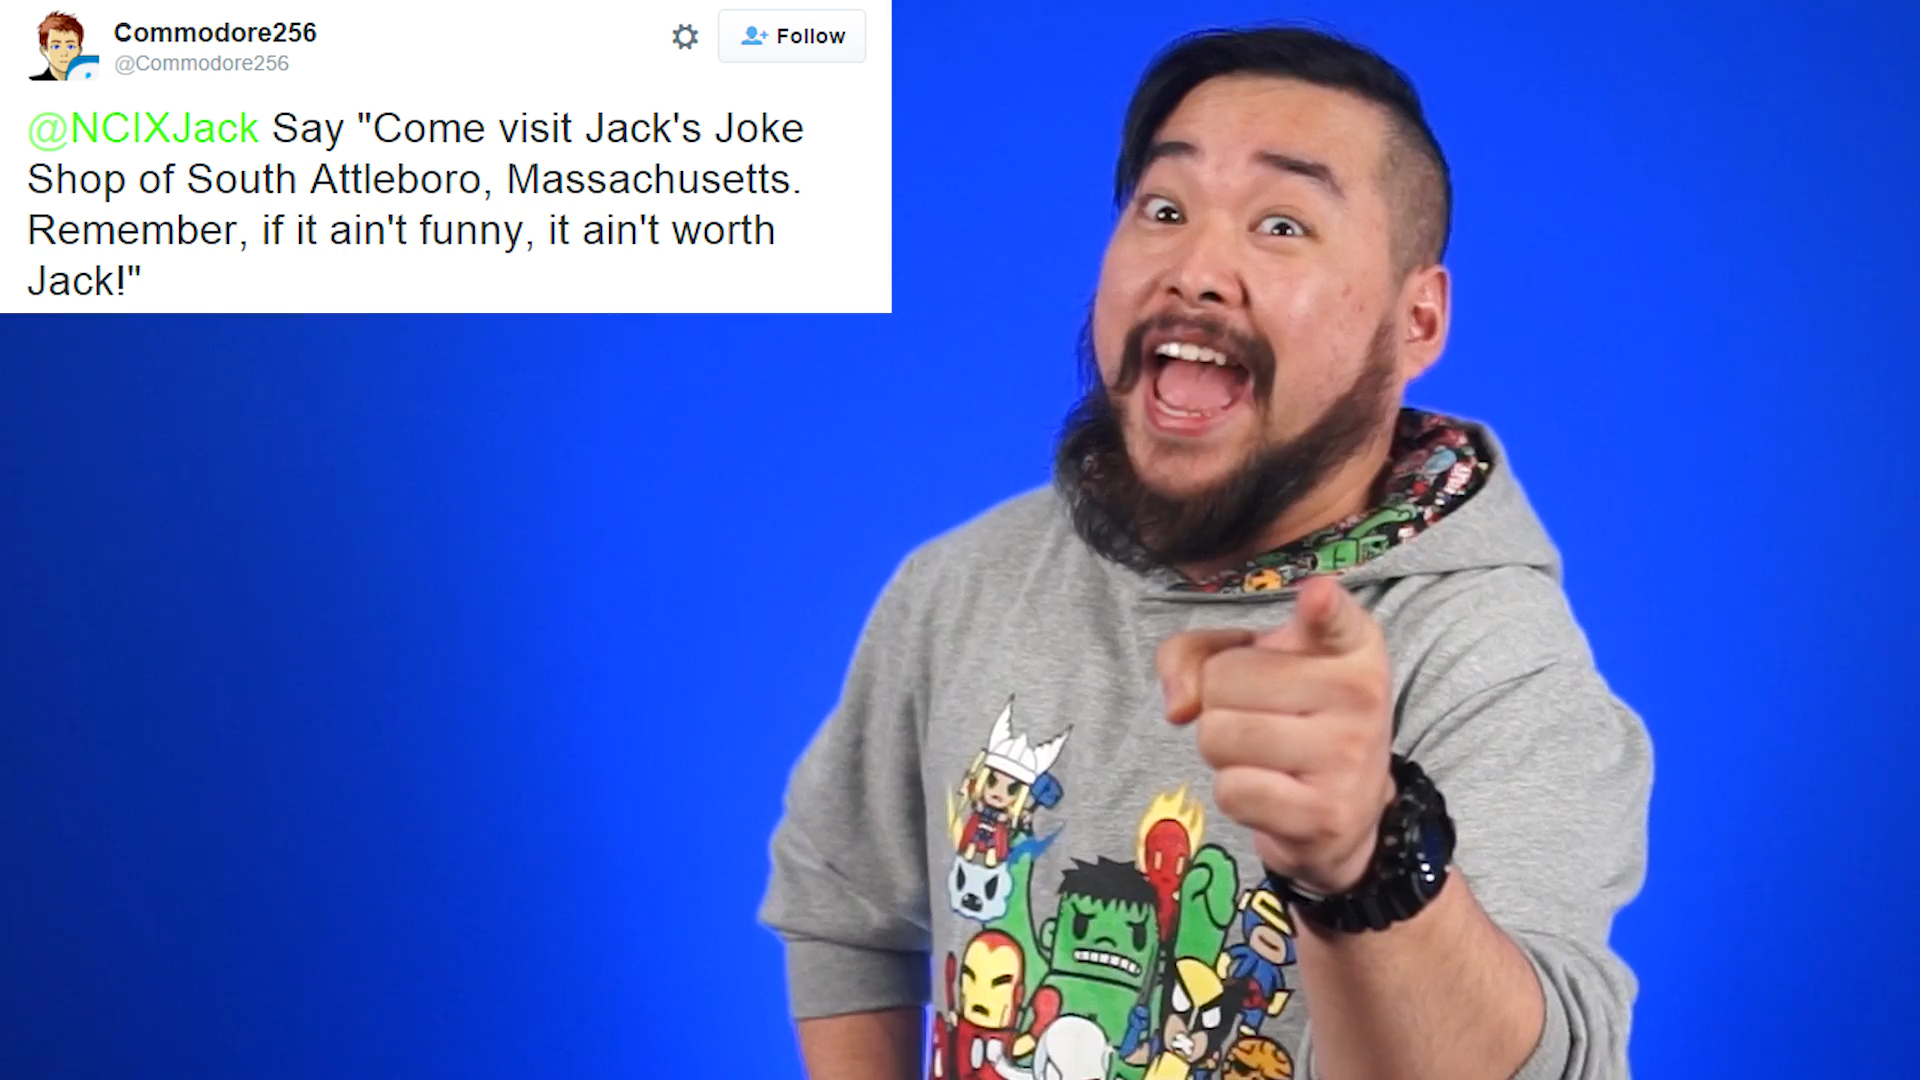 Commodore256
@Commodore256
Follow
@NCIXJack Say "Come visit Jack's Joke
Shop of South Attleboro, Massachusetts.
Remember, if it ain't funny, it ain't worth
Jack!"